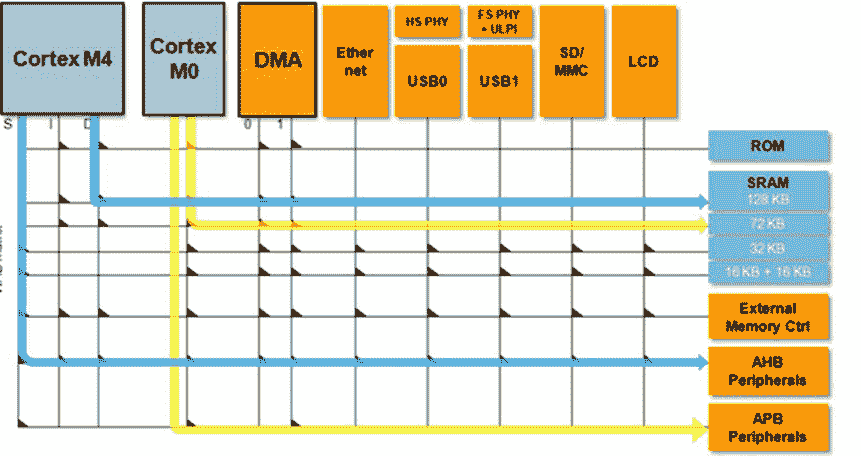 Cortex M4
Cortex
M0
DMA
Ether
net
HS PHY
USB0
FS PHY
+ ULPI
USB1
SD/
MMC
LCD
S I D
0 1
ROM
SRAM
128 KB
72 KB
32 KB
16 KB + 16 KB
External
Memory Ctrl
AHB
Peripherals
APB
Peripherals